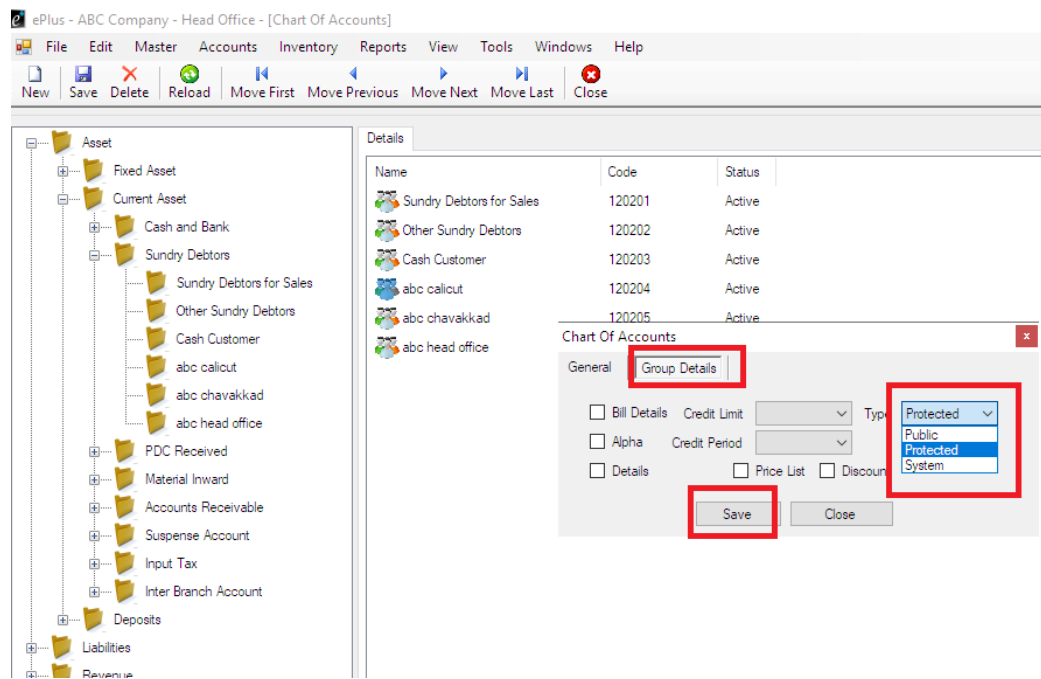 ePlus - ABC Company - Head Office - [Chart Of Accounts]
File Edit Master Accounts Inventory Reports View Tools Windows Help
New Save Delete Reload Move First Move Previous Move Next Move Last Close
Asset
Fixed Asset
Current Asset
Cash and Bank
Sundry Debtors
Sundry Debtors for Sales
Other Sundry Debtors
Cash Customer
abc calicut
abc chavakkad
abc head office
PDC Received
Material Inward
Accounts Receivable
Suspense Account
Input Tax
Inter Branch Account
Deposits
Liabilities
Revenue
Details
Name Code Status
Sundry Debtors for Sales 120201 Active
Other Sundry Debtors 120202 Active
Cash Customer 120203 Active
abc calicut 120204 Active
abc chavakkad 120205 Active
abc head office
Chart Of Accounts x
General Group Details
Bill Details Credit Limit Typ Protected
Public
Protected
System
Alpha Credit Period
Details Price List Discoun
Save Close